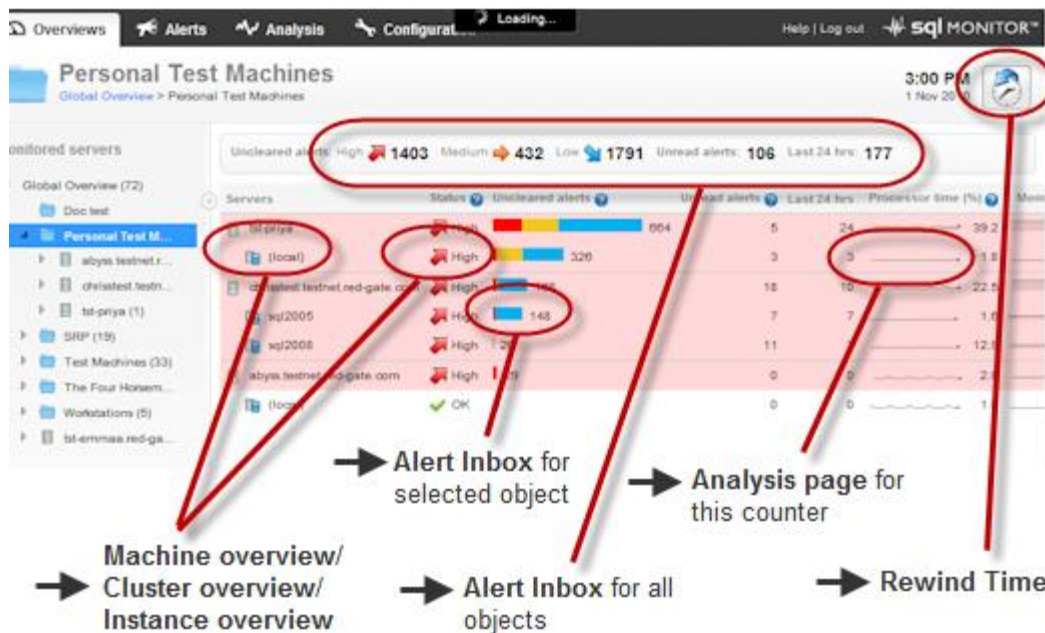 Overviews Alerts Analysis Loading... Help | Log out sql MONITOR™
Personal Test Machines 3:00 PM
Global Overview > Personal Test Machines 1 Nov
servers
Uncleared alerts: High 1403 Medium 432 Low 1791 Unread alerts: 106 Last 24 hrs: 177
Global Overview (72)
Servers Status Uncleared alerts Unread alerts Last 24 hrs Processor time (%)
Doc test
Personal Test M...
tst-priya High 664 5 24 39.2
abyss.testnet.r...
(local) High 326 3 3
chrisstest.testn...
High 18 22.5
tst-priya (1)
sql2005 High 148 7 7
SRP (19)
sql2008 High 11
Test Machines (33)
High 29 0 0
The Four Horsem...
OK 0 0
Workstations (5)
tst-emmaa.red-ga...
Alert Inbox for
selected object
Analysis page for
this counter
Machine overview/
Cluster overview/
Instance overview
Alert Inbox for all
objects
Rewind Time